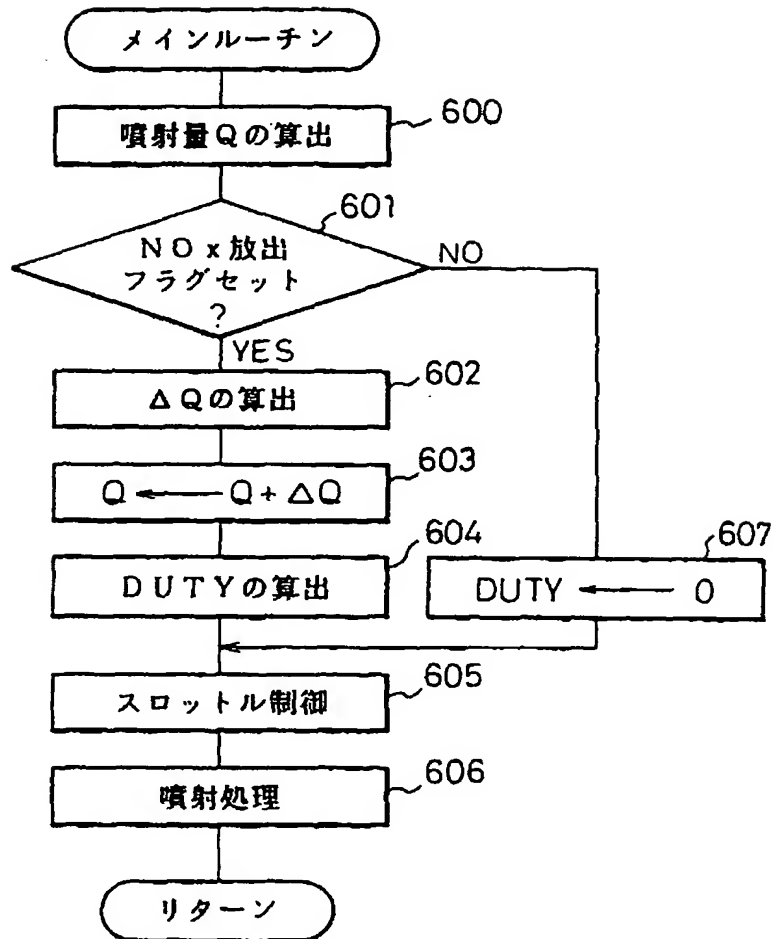 メインルーチン
噴射量Qの算出
600
601
NOx放出
フラグセット
?
NO
YES
602
ΔQの算出
603
Q ← Q + ΔQ
604
DUTYの算出
607
DUTY ← 0
605
スロットル制御
606
噴射処理
リターン